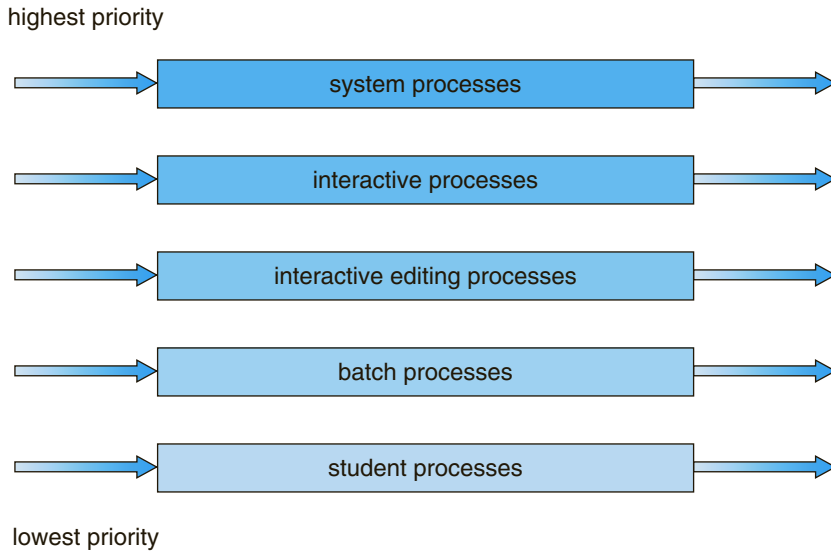 highest priority
system processes
interactive processes
interactive editing processes
batch processes
student processes
lowest priority